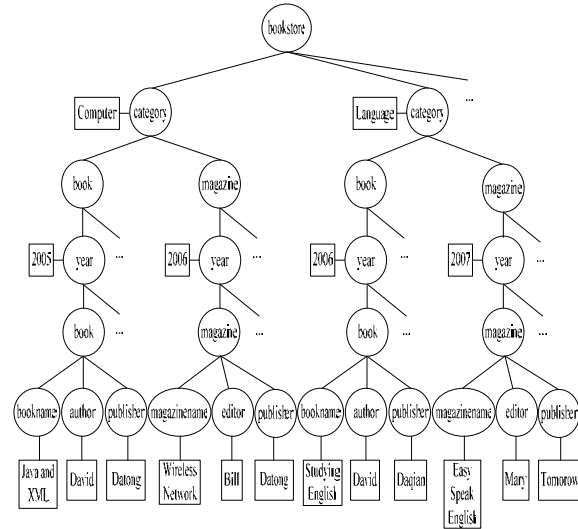 bookstore
...
Computer
category
Language
category
book
magazine
book
magazine
2005
year
...
2006
year
...
2006
year
...
2007
year
...
book
...
magazine
...
book
...
magazine
...
bookname
author
publisher
magazinename
editor
publisher
bookname
author
publisher
magazinename
editor
publisher
Java and
XML
David
Datong
Wireless
Network
Bill
Datong
Studying
English
David
Daqian
Easy
Speak
English
Mary
Tomorow